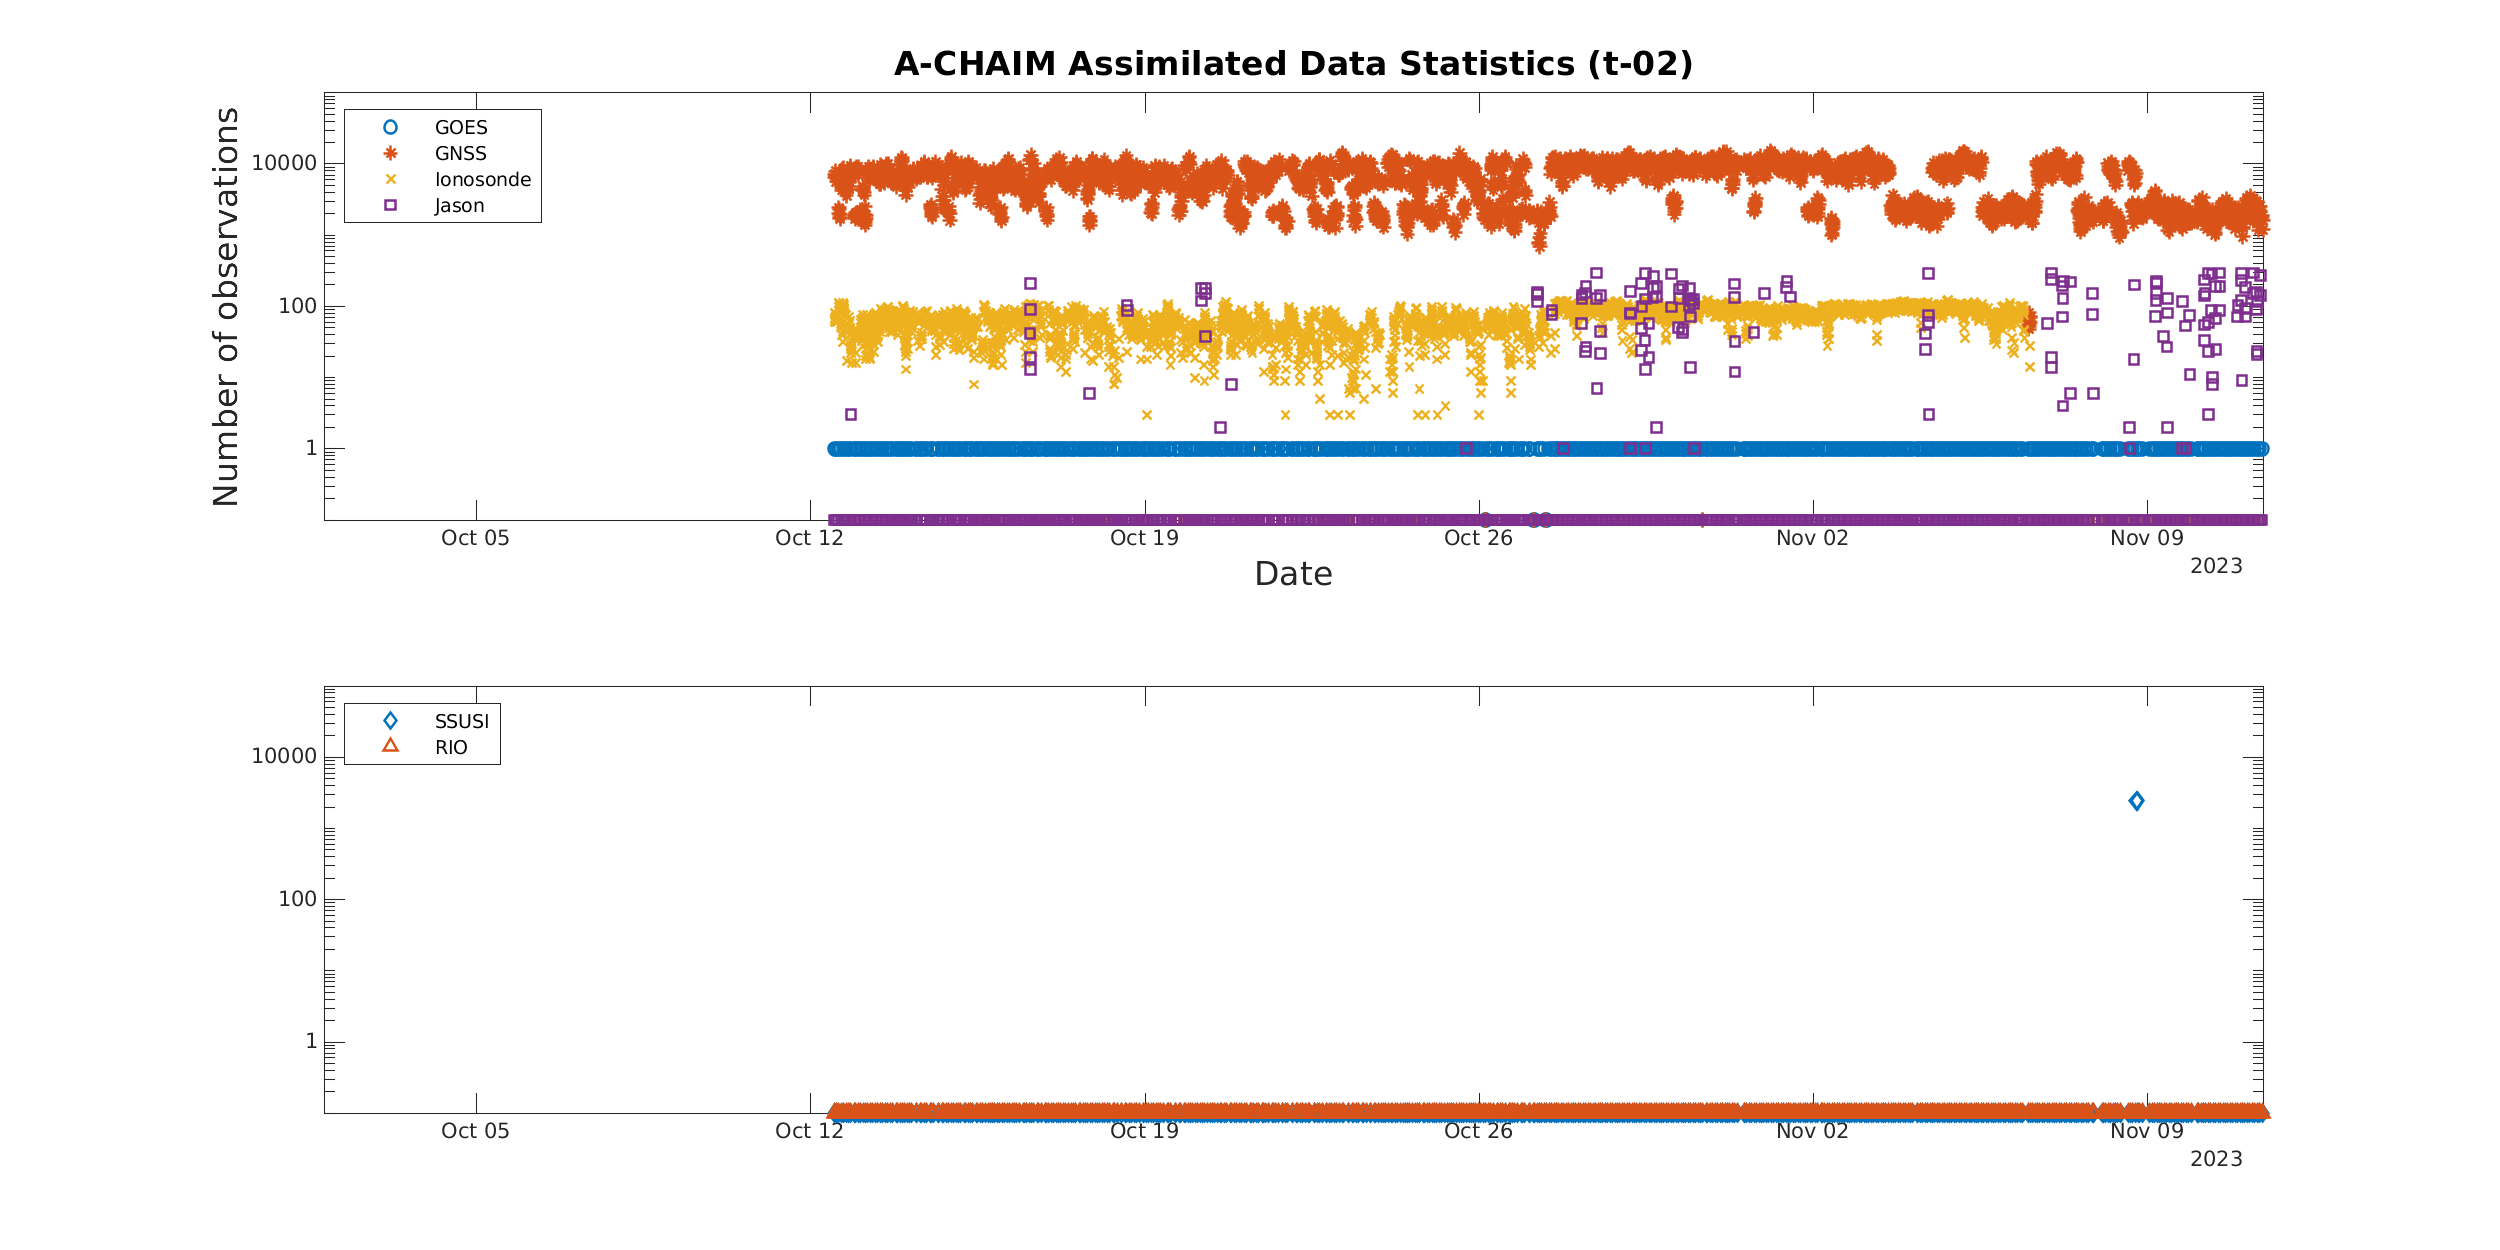 A-CHAIM Assimilated Data Statistics (t-02)
Number of observations
10000
100
1
GOES
GNSS
Ionosonde
Jason
Oct 05 Oct 12 Oct 19 Oct 26 Nov 02 Nov 09
2023
Date
10000
100
1
SSUSI
RIO
Oct 05 Oct 12 Oct 19 Oct 26 Nov 02 Nov 09
2023